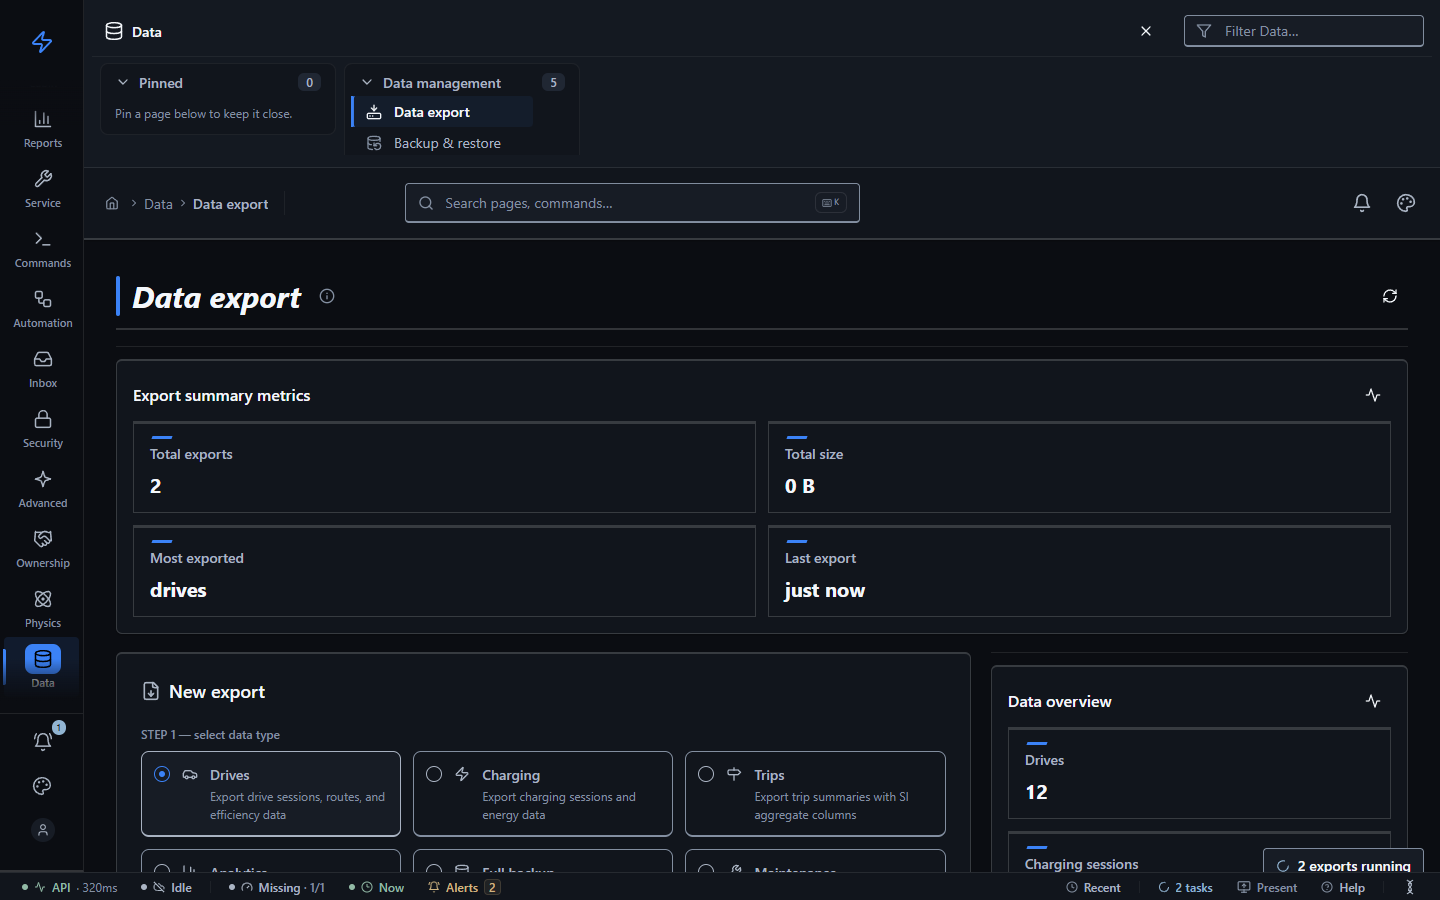 Data
Filter Data...
Pinned
0
Pin a page below to keep it close.
Data management
5
Data export
Backup & restore
Reports
Service
Commands
Automation
Inbox
Security
Advanced
Ownership
Physics
Data
1
Data
Data export
Search pages, commands...
K
Data export
Export summary metrics
Total exports
2
Total size
0 B
Most exported
drives
Last export
just now
New export
STEP 1 — select data type
Drives
Export drive sessions, routes, and
efficiency data
Charging
Export charging sessions and
energy data
Trips
Export trip summaries with SI
aggregate columns
Analytics
Full backup
Maintenance
Data overview
Drives
12
Charging sessions
2 exports running
API · 320ms
Idle
Missing · 1/1
Now
Alerts 2
Recent
2 tasks
Present
Help